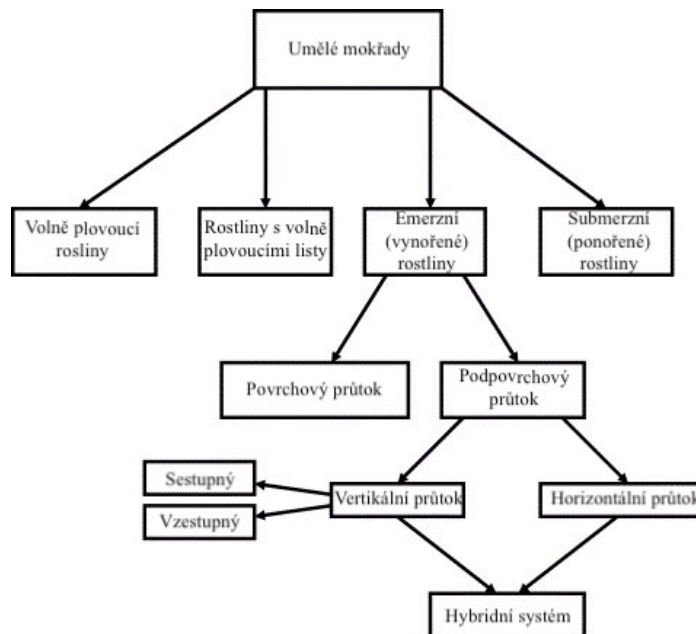 Umělé mokřady
Volně plovoucí
rosliny
Rostliny s volně
plovoucími listy
Emerzní
(vynořené)
rostliny
Submerzní
(ponořené)
rostliny
Povrchový průtok
Podpovrchový
průtok
Sestupný
Vzestupný
Vertikální průtok
Horizontální průtok
Hybridní systém